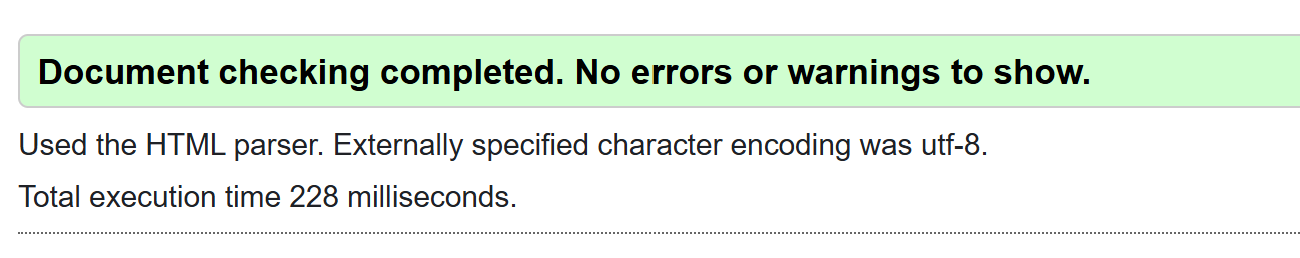 Document checking completed. No errors or warnings to show.
Used the HTML parser. Externally specified character encoding was utf-8.
Total execution time 228 milliseconds.